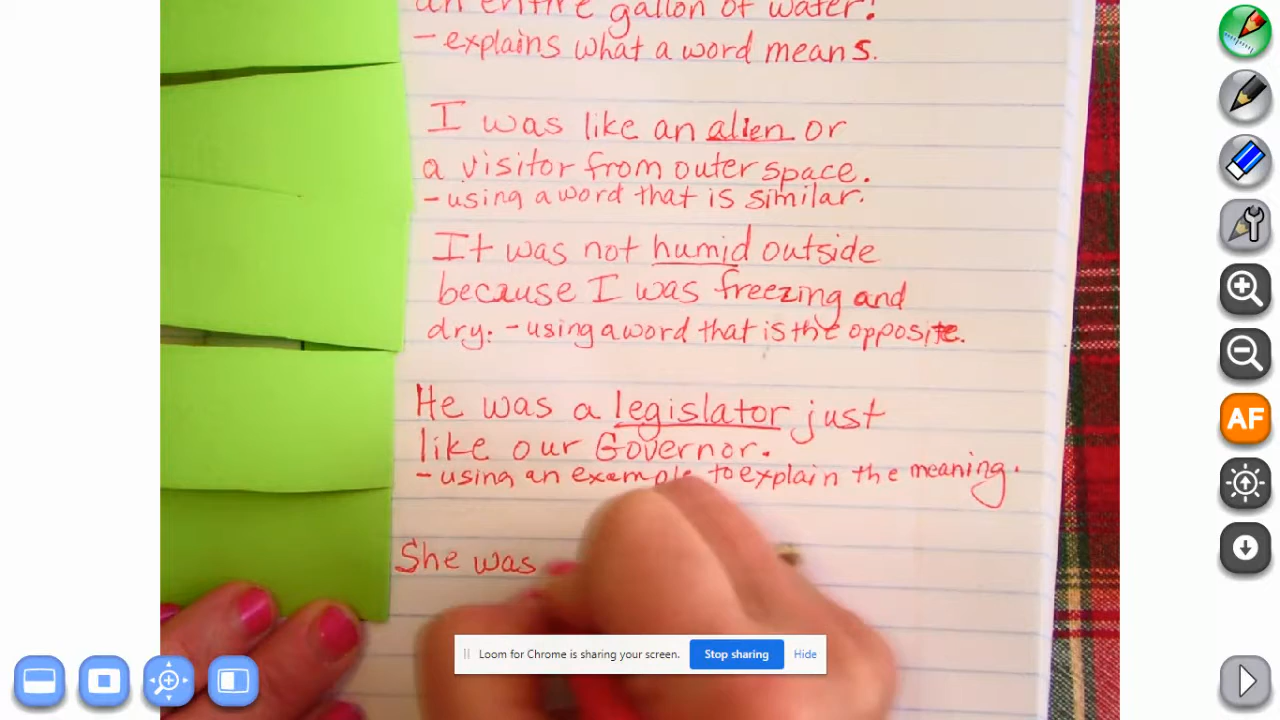 an entire gallon of water!
- explains what a word means.
I was like an alien or
a visitor from outer space.
- using a word that is similar.
It was not humid outside
because I was freezing and
dry. - using a word that is the opposite.
He was a legislator just
like our Governor.
- using an example to explain the meaning.
She was
Loom for Chrome is sharing your screen. Stop sharing Hide
AF